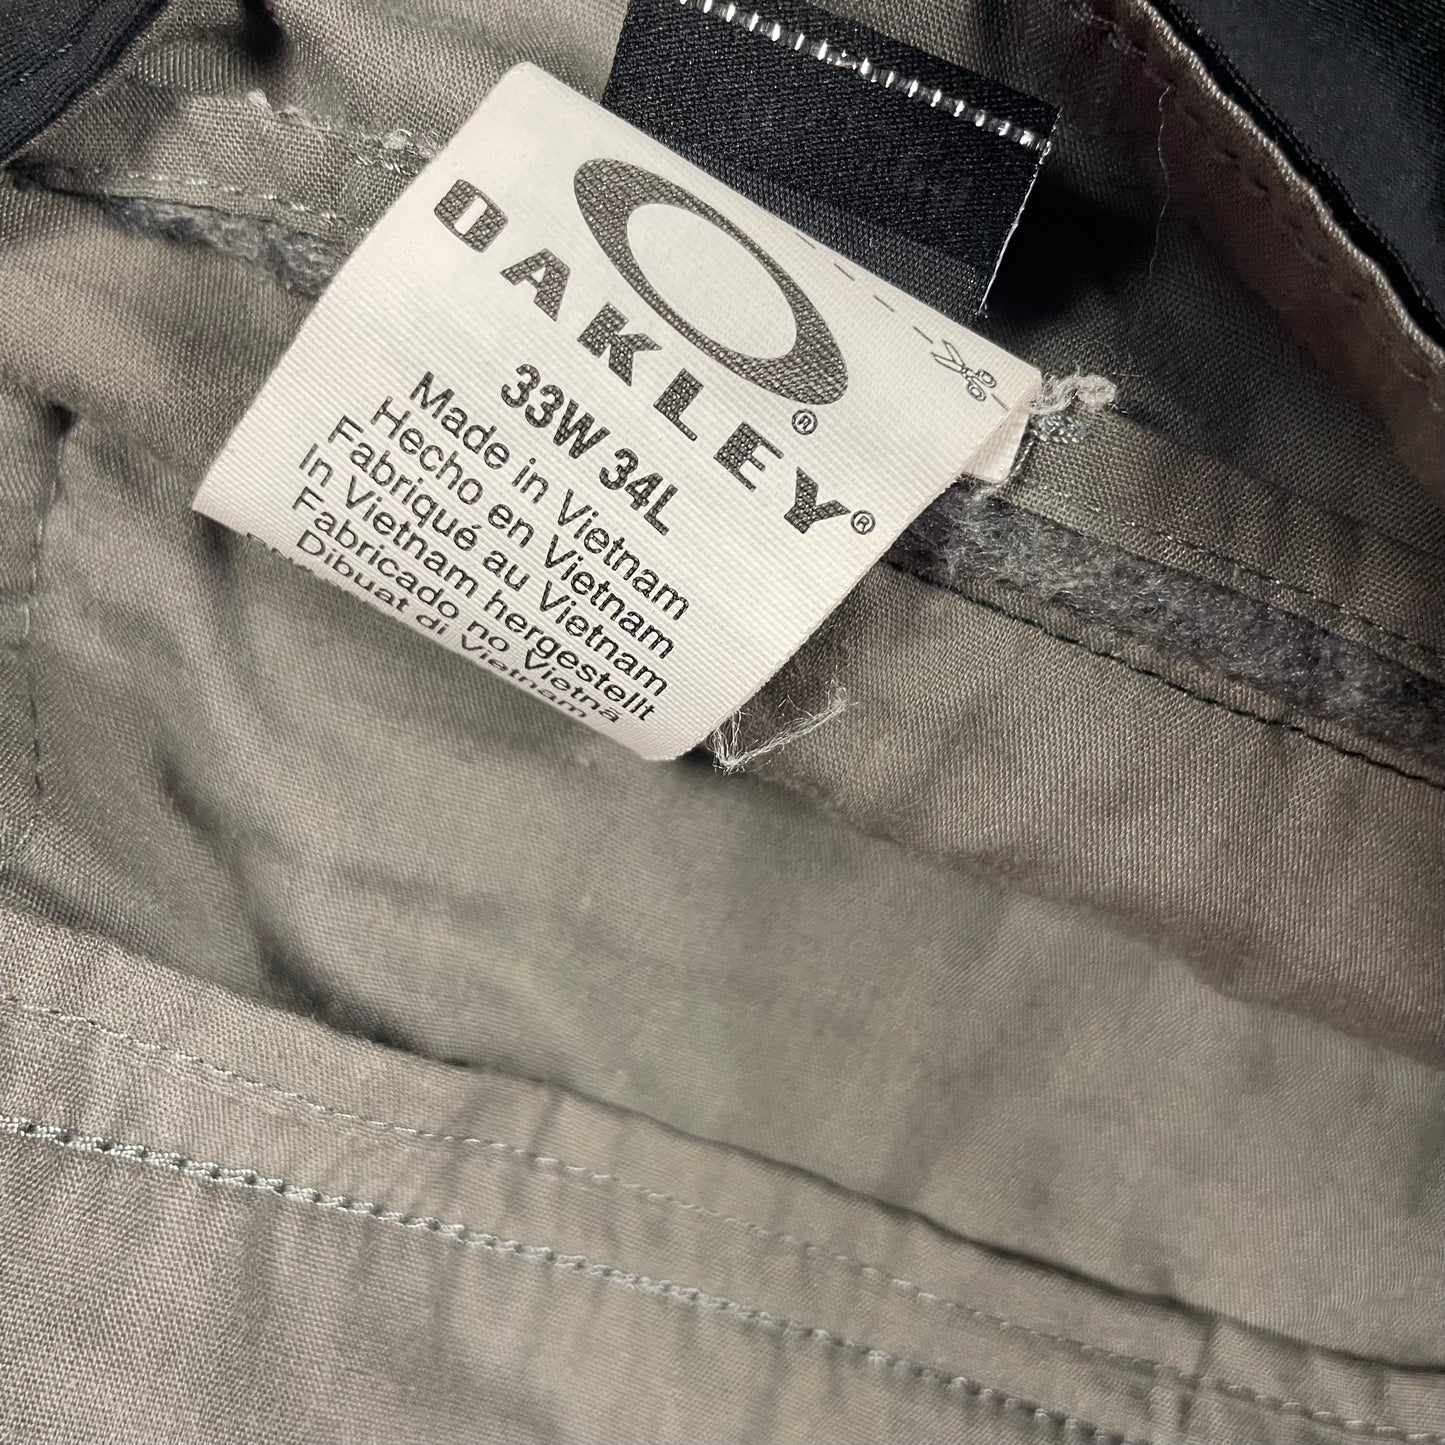 OAKLEY®
®
33W 34L
Made in Vietnam
Hecho en Vietnam
Fabriqué au Vietnam
In Vietnam hergestellt
Fabricado no Vietnã
Dibuat di Vietnam